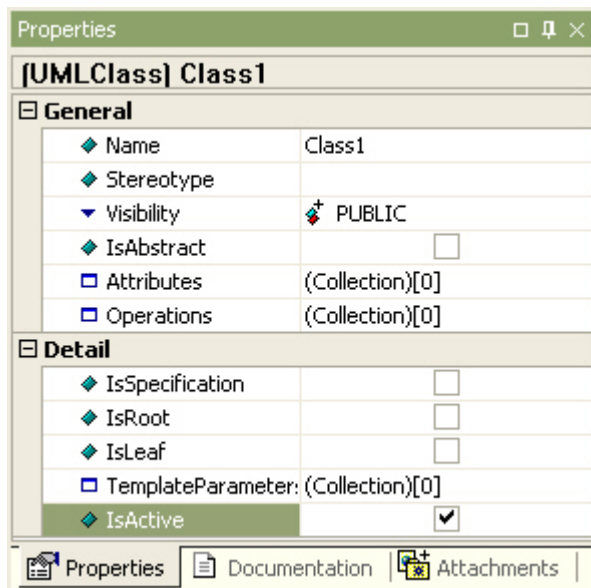 Properties
(UMLClass) Class1
General
Name Class1
Stereotype
Visibility PUBLIC
IsAbstract
Attributes (Collection)[0]
Operations (Collection)[0]
Detail
IsSpecification
IsRoot
IsLeaf
TemplateParameter: (Collection)[0]
IsActive
Properties Documentation Attachments